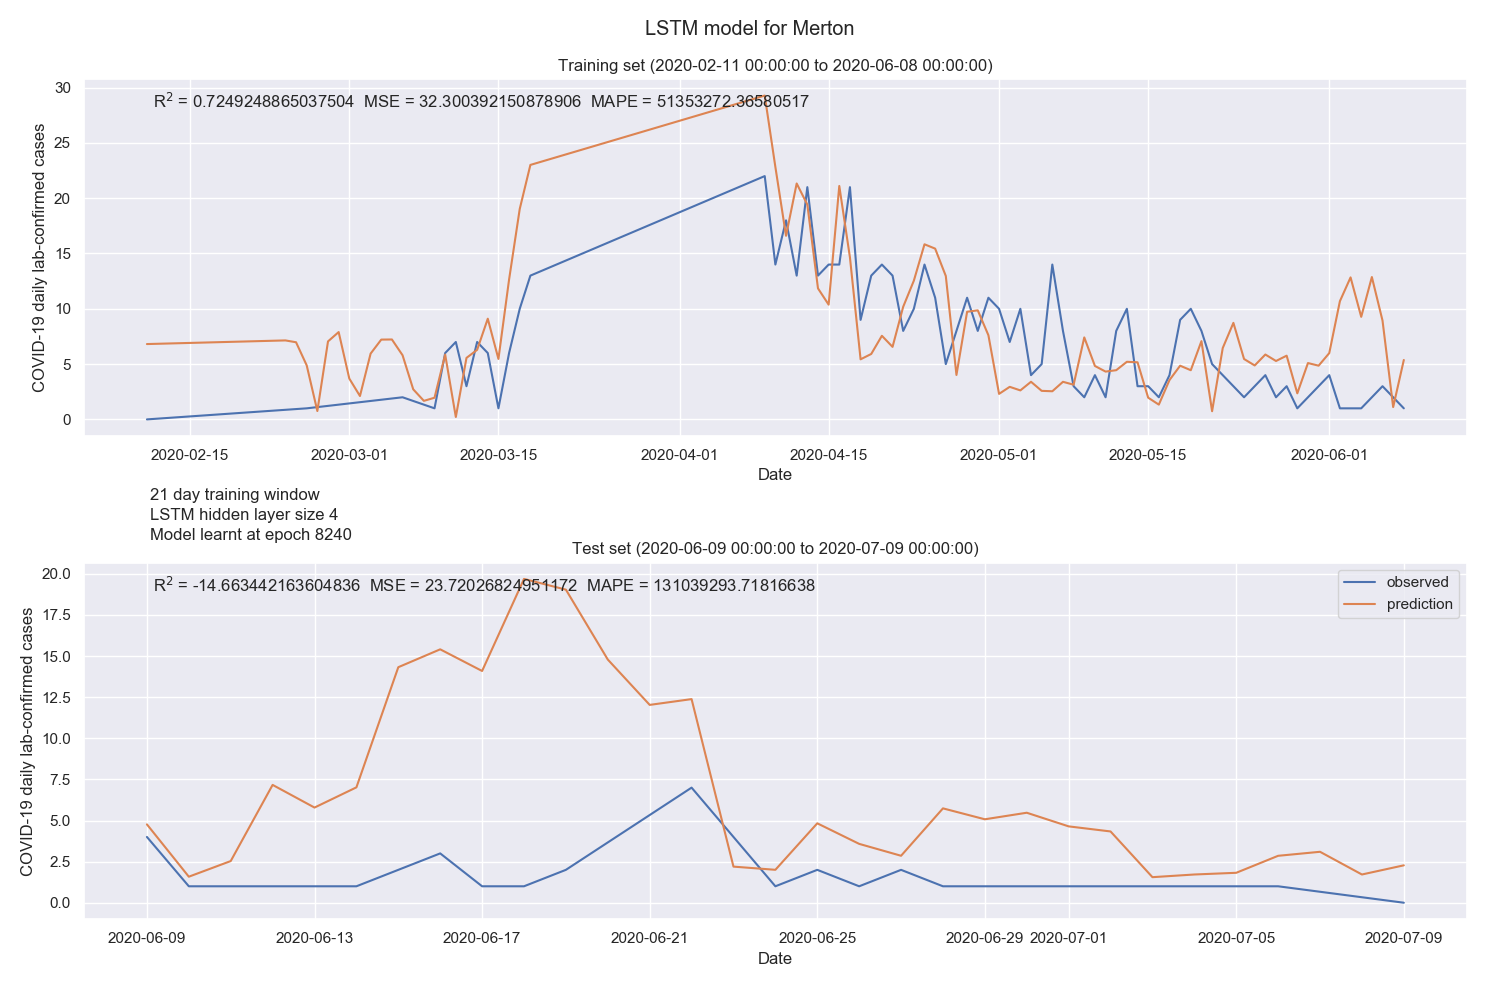 LSTM model for Merton
Training set (2020-02-11 00:00:00 to 2020-06-08 00:00:00)
R² = 0.7249248865037504 MSE = 32.300392150878906 MAPE = 51353272.36580517
COVID-19 daily lab-confirmed cases
30
25
20
15
10
5
0
2020-02-15 2020-03-01 2020-03-15 2020-04-01 2020-04-15 2020-05-01 2020-05-15 2020-06-01
Date
21 day training window
LSTM hidden layer size 4
Model learnt at epoch 8240
Test set (2020-06-09 00:00:00 to 2020-07-09 00:00:00)
R² = -14.663442163604836 MSE = 23.72026824951172 MAPE = 131039293.71816638
observed
prediction
COVID-19 daily lab-confirmed cases
20.0
17.5
15.0
12.5
10.0
7.5
5.0
2.5
0.0
2020-06-09 2020-06-13 2020-06-17 2020-06-21 2020-06-25 2020-06-29 2020-07-01 2020-07-05 2020-07-09
Date